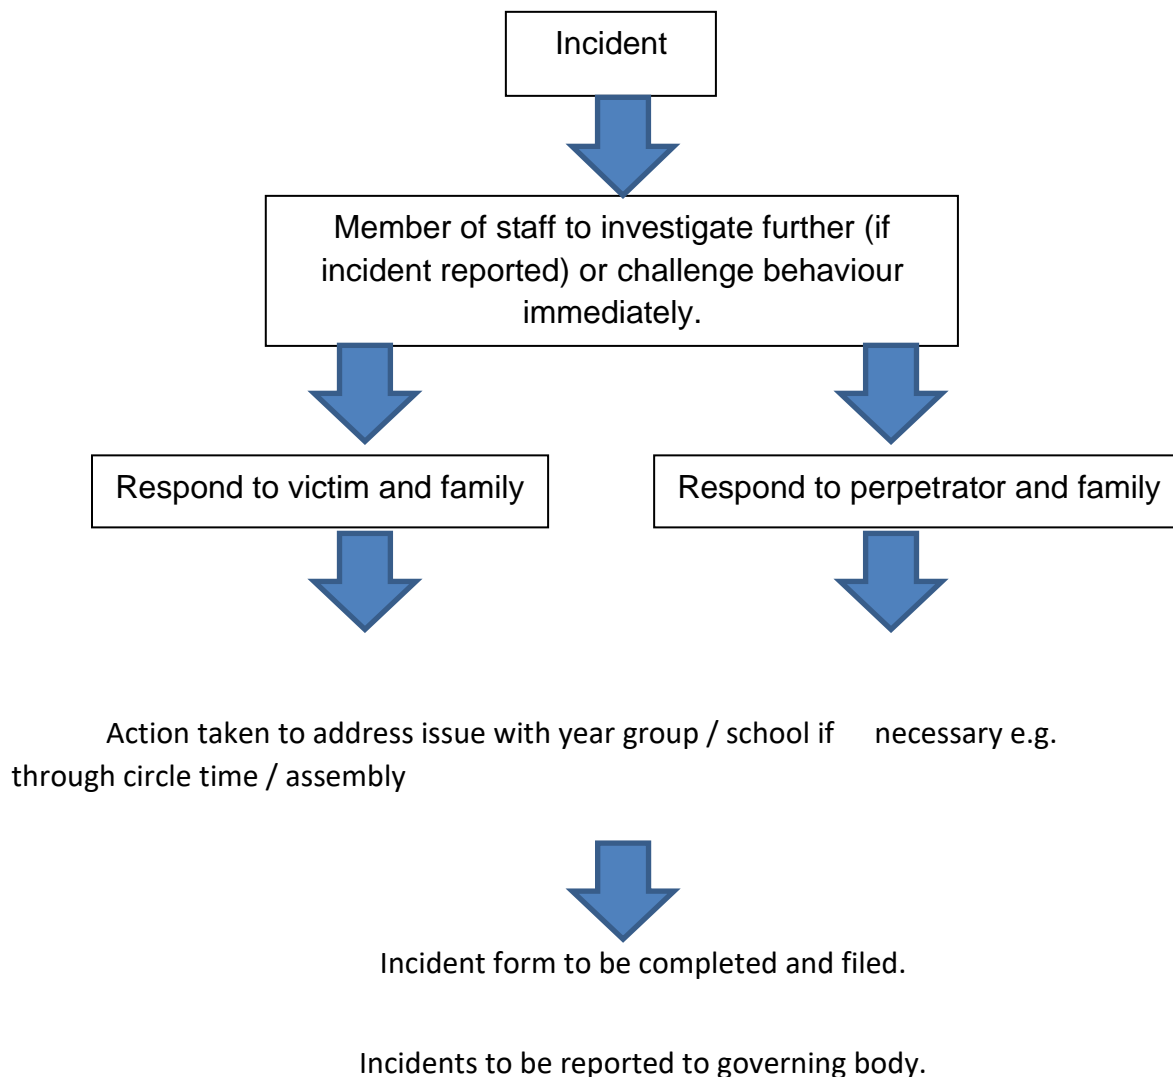 Incident
Member of staff to investigate further (if
incident reported) or challenge behaviour
immediately.
Respond to victim and family
Respond to perpetrator and family
Action taken to address issue with year group / school if necessary e.g.
through circle time / assembly
Incident form to be completed and filed.
Incidents to be reported to governing body.